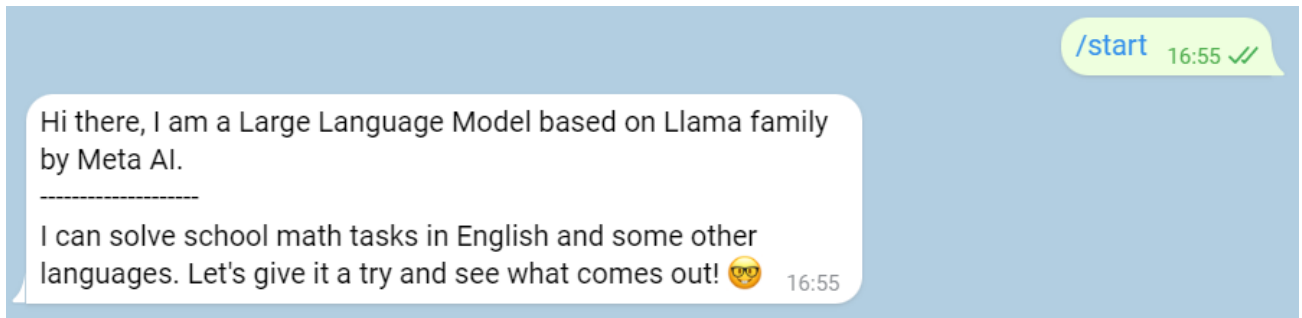 /start 16:55
Hi there, I am a Large Language Model based on Llama family
by Meta AI.
--------------------
I can solve school math tasks in English and some other
languages. Let's give it a try and see what comes out! 🤓 16:55